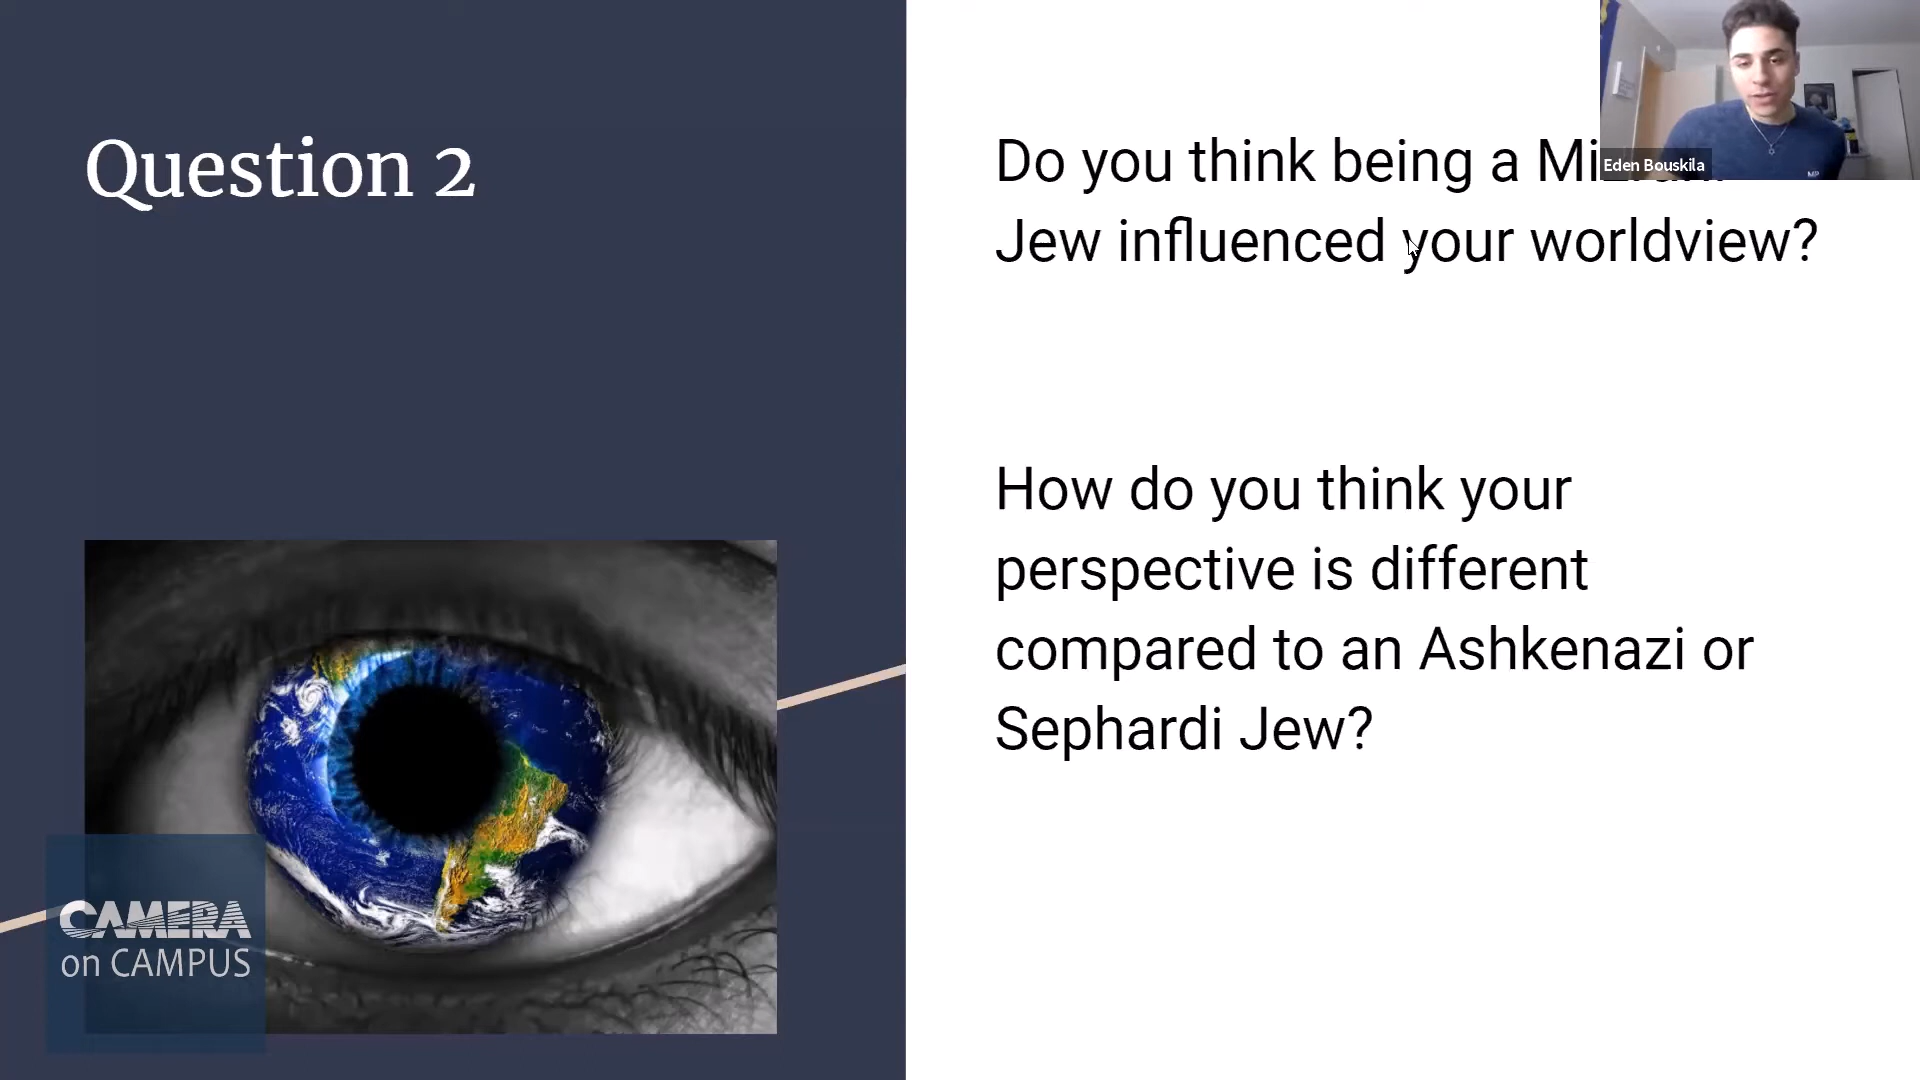 Question 2
Do you think being a
Jew influenced your worldview?
How do you think your
perspective is different
compared to an Ashkenazi or
Sephardi Jew?
Eden Bouskila
CAMERA
on CAMPUS